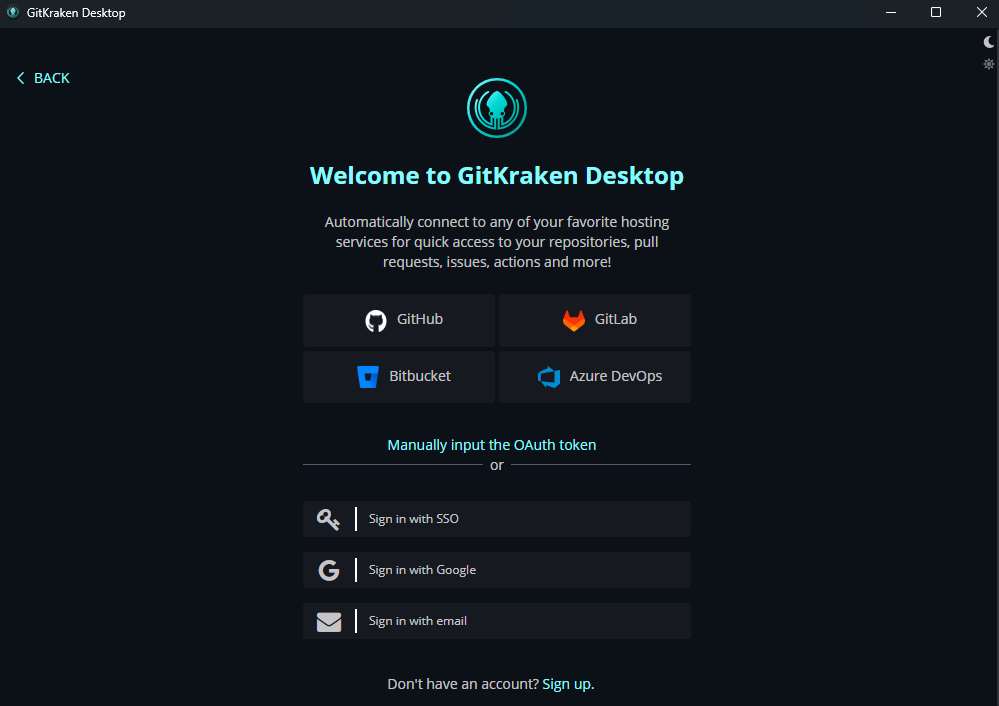 GitKraken Desktop
BACK
Welcome to GitKraken Desktop
Automatically connect to any of your favorite hosting
services for quick access to your repositories, pull
requests, issues, actions and more!
GitHub
GitLab
Bitbucket
Azure DevOps
Manually input the OAuth token
or
Sign in with SSO
Sign in with Google
Sign in with email
Don't have an account? Sign up.